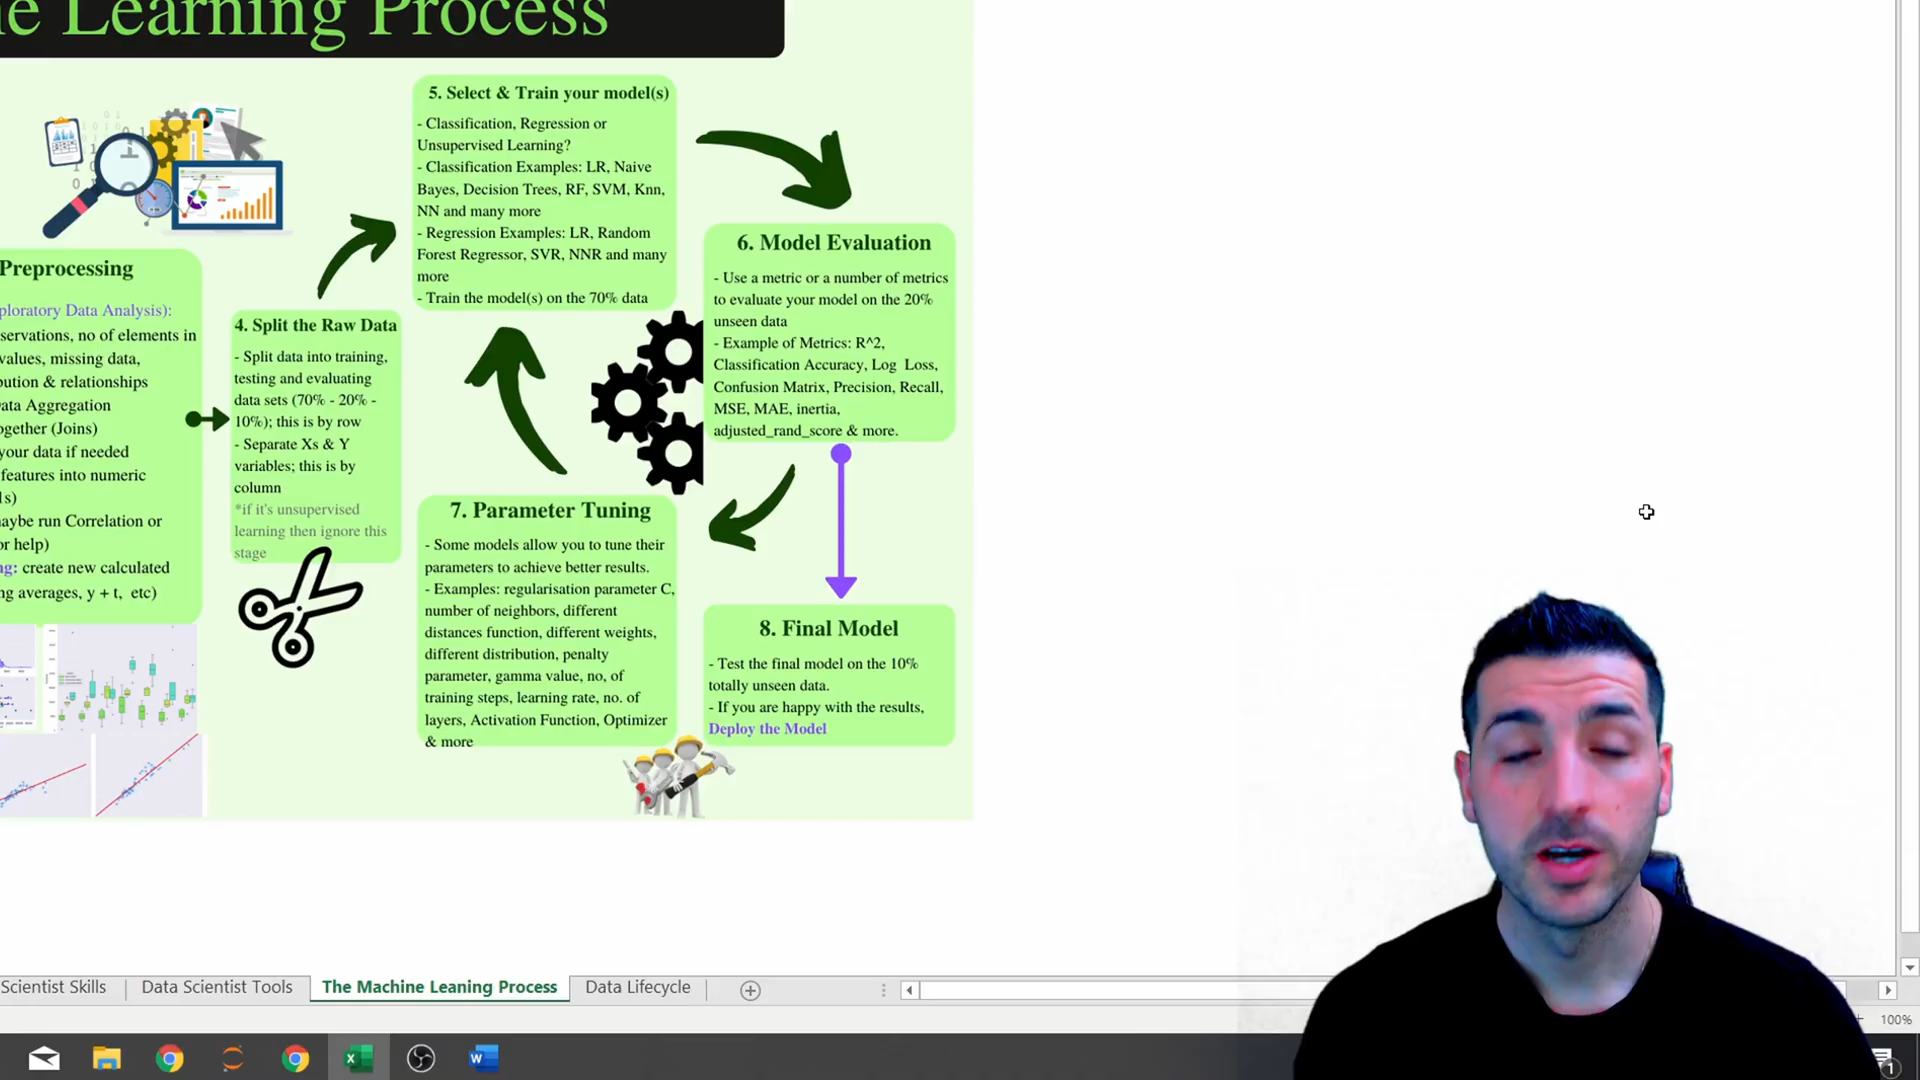 e Learning Process
Preprocessing
ploratory Data Analysis):
servations, no of elements in
values, missing data,
bution & relationships
ata Aggregation
ogether (Joins)
your data if needed
features into numeric
ls)
naybe run Correlation or
or help)
ng: create new calculated
ng averages, y + t, etc)
4. Split the Raw Data
- Split data into training,
testing and evaluating
data sets (70% - 20% -
10%); this is by row
- Separate Xs & Y
variables; this is by
column
*if it's unsupervised
learning then ignore this
stage
5. Select & Train your model(s)
- Classification, Regression or
Unsupervised Learning?
- Classification Examples: LR, Naive
Bayes, Decision Trees, RF, SVM, Knn,
NN and many more
- Regression Examples: LR, Random
Forest Regressor, SVR, NNR and many
more
- Train the model(s) on the 70% data
6. Model Evaluation
- Use a metric or a number of metrics
to evaluate your model on the 20%
unseen data
- Example of Metrics: R^2,
Classification Accuracy, Log Loss,
Confusion Matrix, Precision, Recall,
MSE, MAE, inertia,
adjusted_rand_score & more.
7. Parameter Tuning
- Some models allow you to tune their
parameters to achieve better results.
- Examples: regularisation parameter C,
number of neighbors, different
distances function, different weights,
different distribution, penalty
parameter, gamma value, no, of
training steps, learning rate, no. of
layers, Activation Function, Optimizer
& more
8. Final Model
- Test the final model on the 10%
totally unseen data.
- If you are happy with the results,
Deploy the Model
Scientist Skills
Data Scientist Tools
The Machine Leaning Process
Data Lifecycle
100%
1